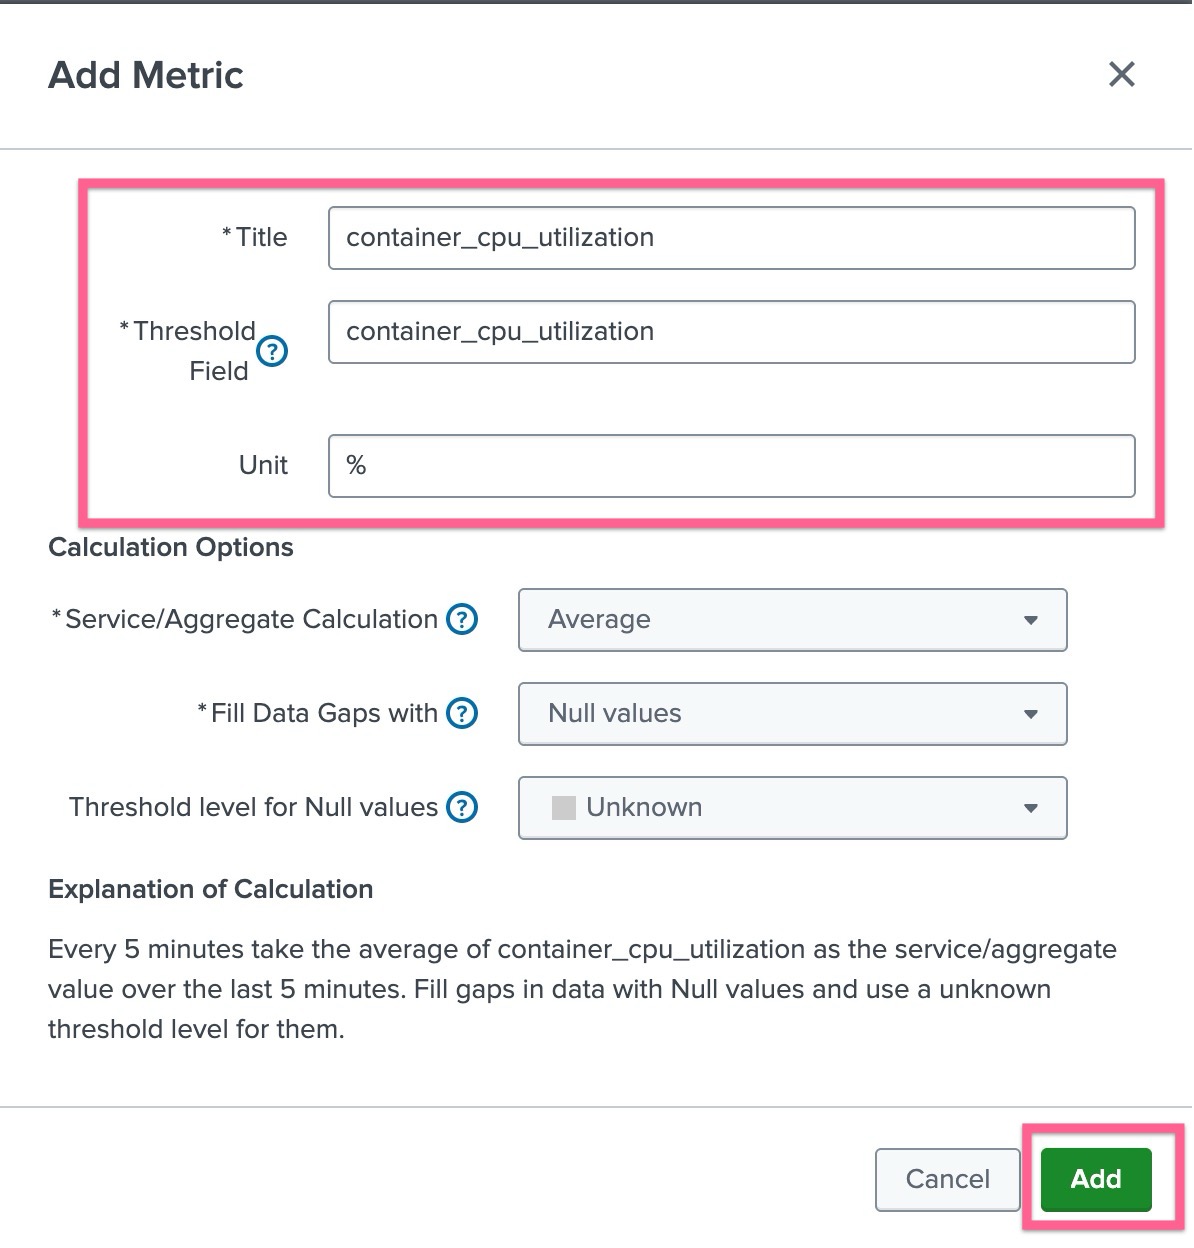 Add Metric
* Title
container_cpu_utilization
* Threshold
Field
?
container_cpu_utilization
Unit
%
Calculation Options
* Service/Aggregate Calculation ?
Average
* Fill Data Gaps with ?
Null values
Threshold level for Null values ?
Unknown
Explanation of Calculation
Every 5 minutes take the average of container_cpu_utilization as the service/aggregate
value over the last 5 minutes. Fill gaps in data with Null values and use a unknown
threshold level for them.
Cancel
Add